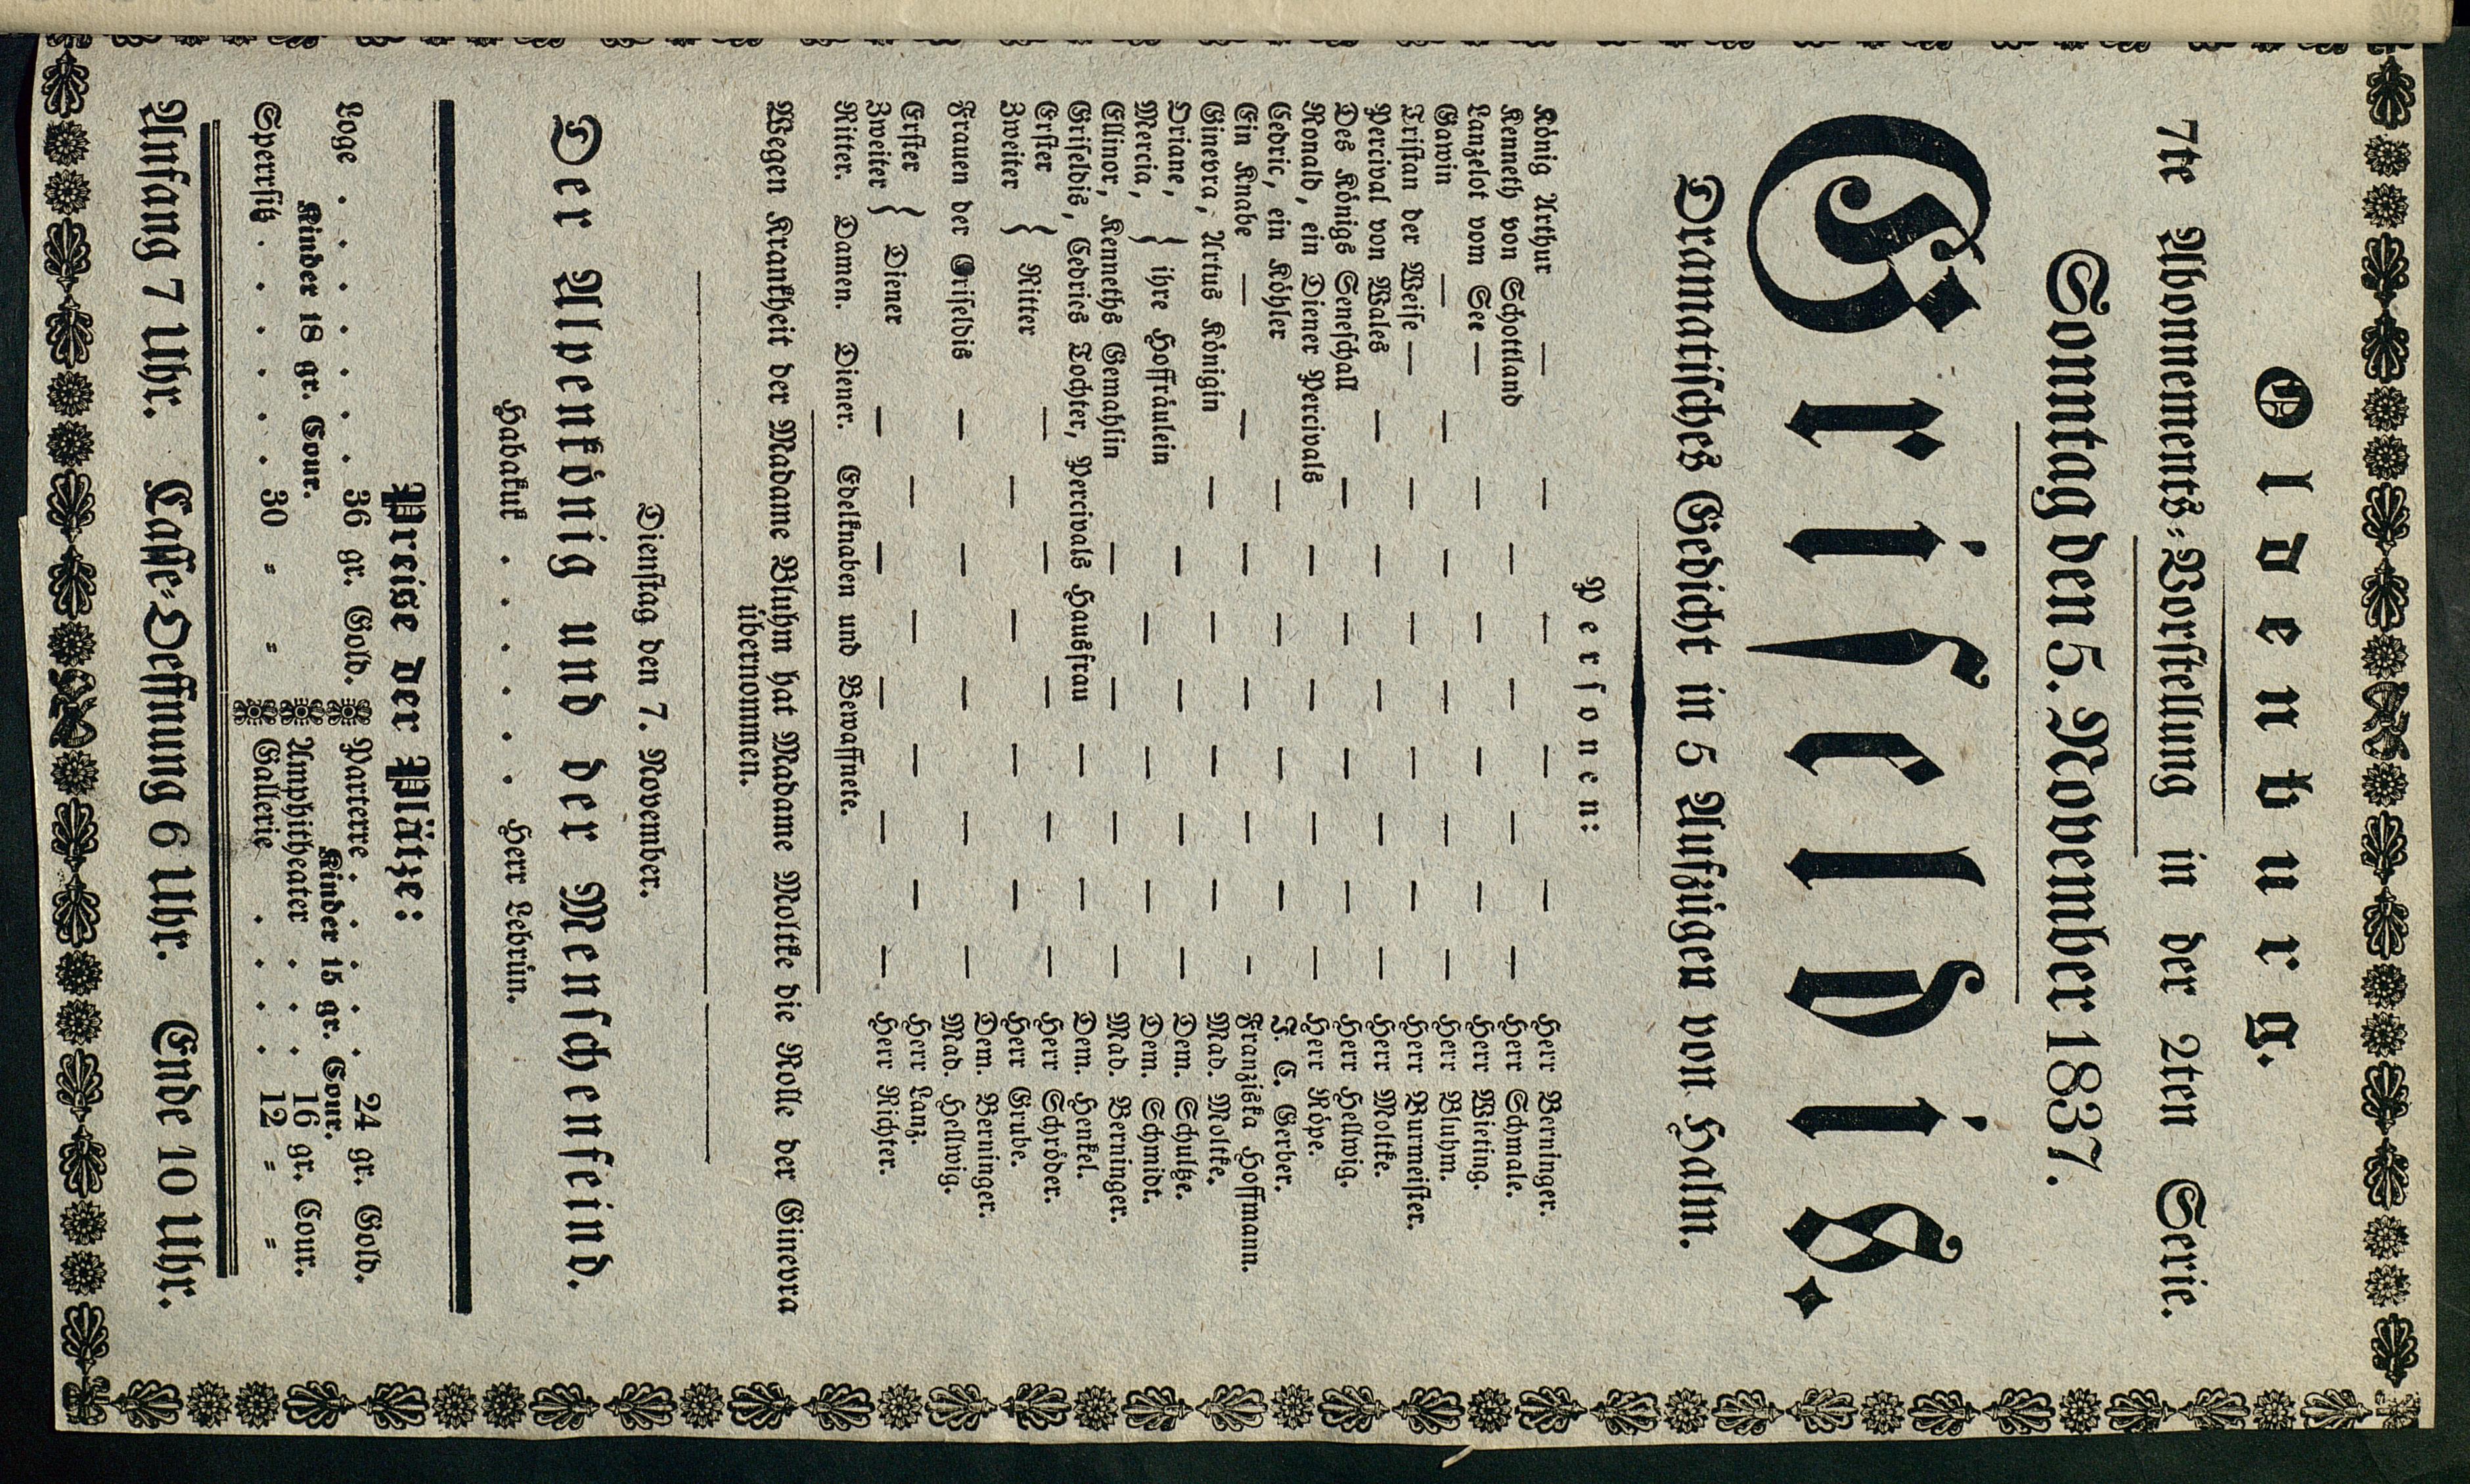 Oldenburg.
7te Abonnements-Vorstellung in der 2ten Serie.
Sonntag den 5. November 1837.
Griseldis.
Dramatisches Gedicht in 5 Aufzügen von Halm.
Personen:
König Arthur — — — — — Herr Berninger.
Kenneth von Schottland — — — — Herr Schmale.
Lanzelot vom See — — — — — Herr Wieting.
Gawin — — — — — — Herr Bluhm.
Tristan der Weise — — — — — Herr Burmeister.
Percival von Wales — — — — — Herr Moltke.
Des Königs Seneschall — — — — Herr Hellwig.
Ronald, ein Diener Percivals — — — — Herr Röpe.
Cedric, ein Köhler — — — — Gerber.
Ein Knabe — — — — — — Franziska Hoffmann.
Ginevra, Artus Königin — — — — Mad. Moltke.
Oriane, } ihre Hoffräulein — — — — Dem. Schultze.
Mercia, — — — Dem. Schmidt.
Ellinor, Kenneths Gemahlin — — — — Mad. Berninger.
Griseldis, Cedrics Tochter, Percivals Hausfrau — — Dem. Henkel.
Erster } Ritter — — — — — Herr Schröder.
Zweiter — — — — Herr Grube.
Dem. Berninger.
Frauen der Griseldis — — — — — Mad. Hellwig.
Erster } Diener — — — — Herr Lanz.
Zweiter — — — — — Herr Richter.
Ritter. Damen. Diener. Edelknaben und Bewaffnete.
Wegen Krankheit der Madame Bluhm hat Madame Moltke die Rolle der Ginevra
übernommen.
Dienstag den 7. November.
Der Alpenkönig und der Menschenfeind.
Habakuk . . . . Herr Lebrün.
Preise der Plätze:
Loge . . . . . . . 36 gr. Gold.
Kinder 18 gr. Cour.
Sperrsitz . . . . . . 30 = =
Parterre . . . . . 24 gr. Gold.
Kinder 15 gr. Cour.
Amphitheater . . . 16 gr. Cour.
Gallerie . . . . 12 = =
Anfang 7 Uhr. Casse-Oeffnung 6 Uhr. Ende 10 Uhr.